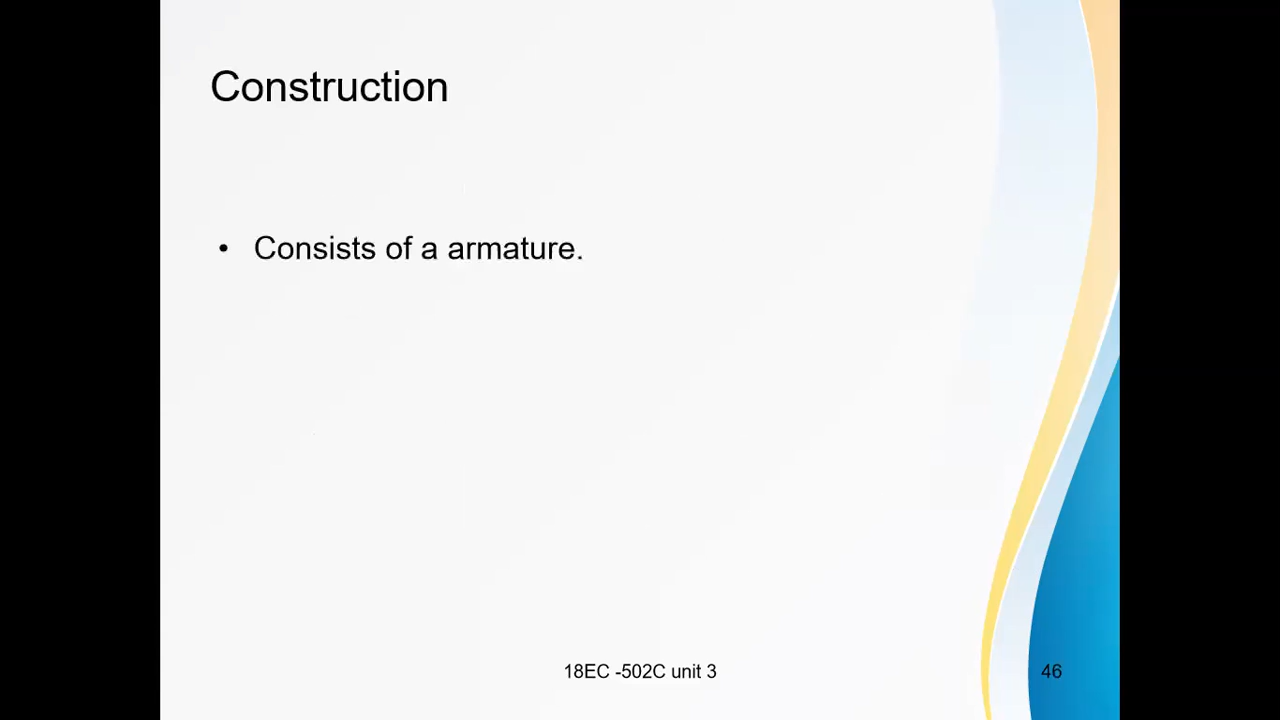 Construction
• Consists of a armature.
18EC -502C unit 3
46